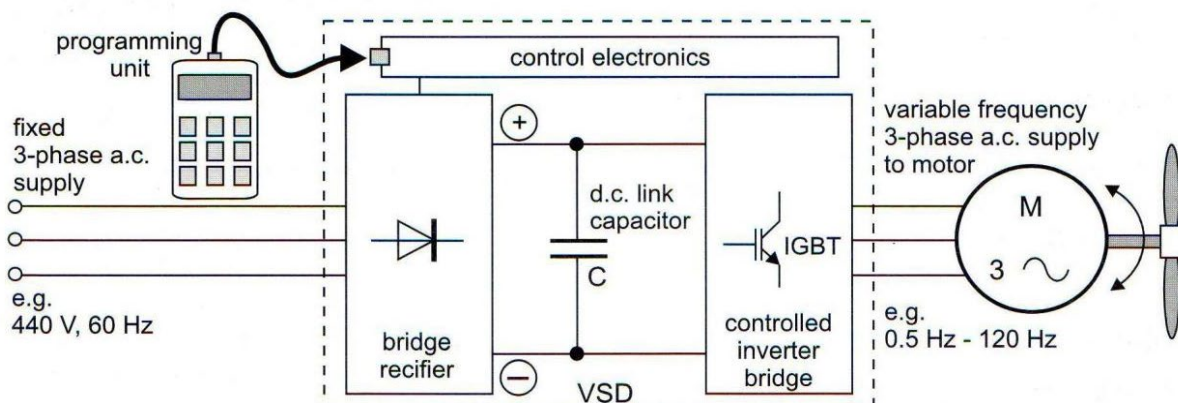 programming
unit
control electronics
fixed
3-phase a.c.
supply
+
variable frequency
3-phase a.c. supply
to motor
d.c. link
capacitor
M
IGBT
C
3
e.g.
440 V, 60 Hz
bridge
recifier
controlled
inverter
bridge
e.g.
0.5 Hz - 120 Hz
−
VSD